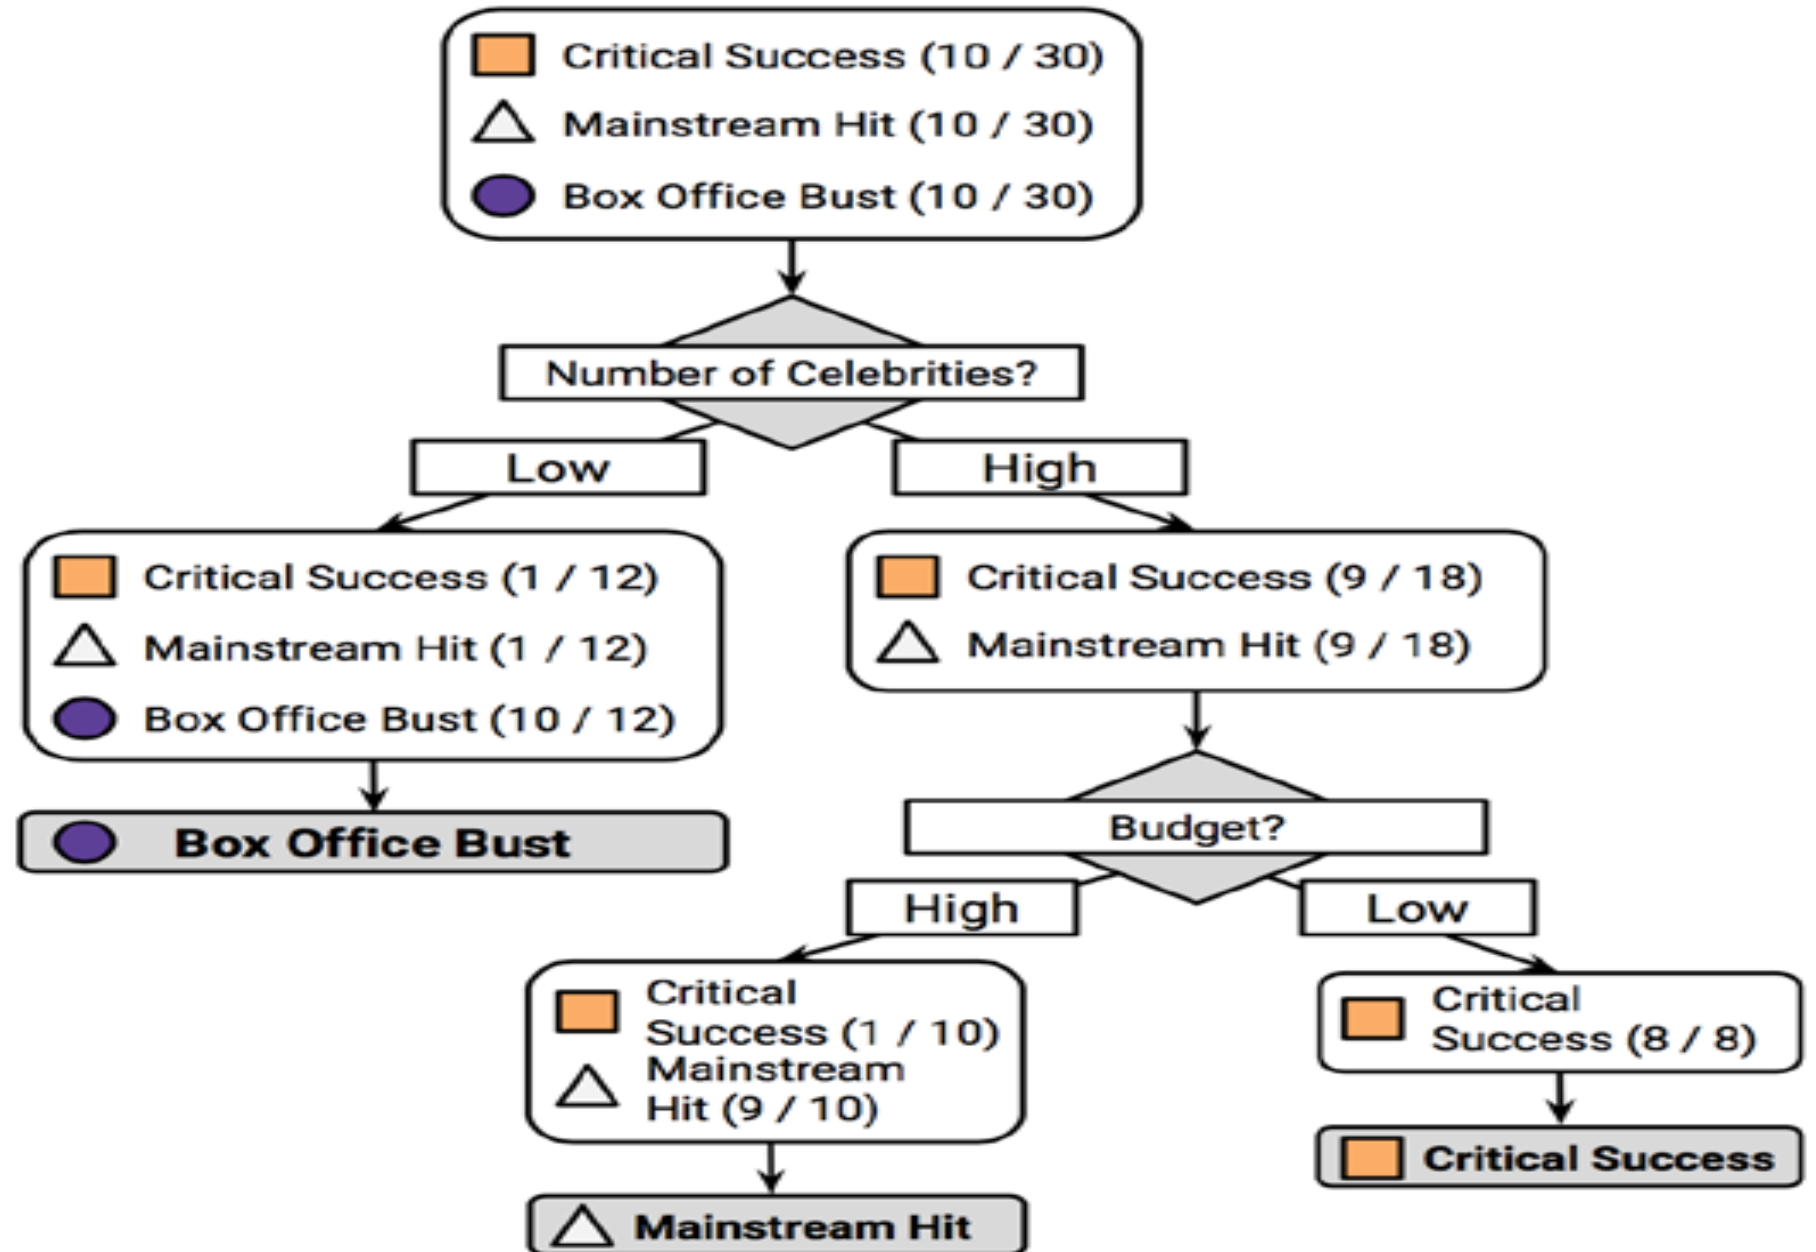 Critical Success (10 / 30)
Mainstream Hit (10 / 30)
Box Office Bust (10 / 30)
Number of Celebrities?
Low
High
Critical Success (1 / 12)
Mainstream Hit (1 / 12)
Box Office Bust (10 / 12)
Critical Success (9 / 18)
Mainstream Hit (9 / 18)
Box Office Bust
Budget?
High
Low
Critical
Success (1 / 10)
Mainstream
Hit (9 / 10)
Critical
Success (8 / 8)
Mainstream Hit
Critical Success